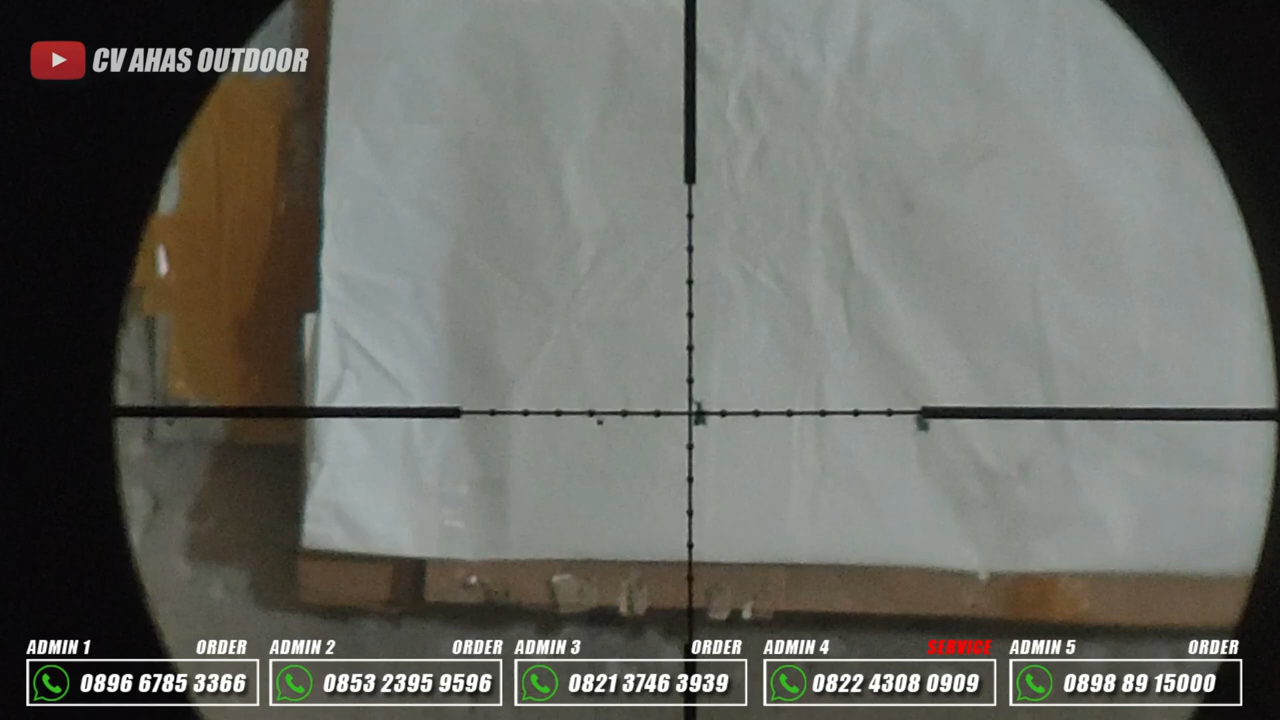 CV AHAS OUTDOOR
ADMIN 1 ORDER
0896 6785 3366
ADMIN 2 ORDER
0853 2395 9596
ADMIN 3 ORDER
0821 3746 3939
ADMIN 4 SERVICE
0822 4308 0909
ADMIN 5 ORDER
0898 89 15000